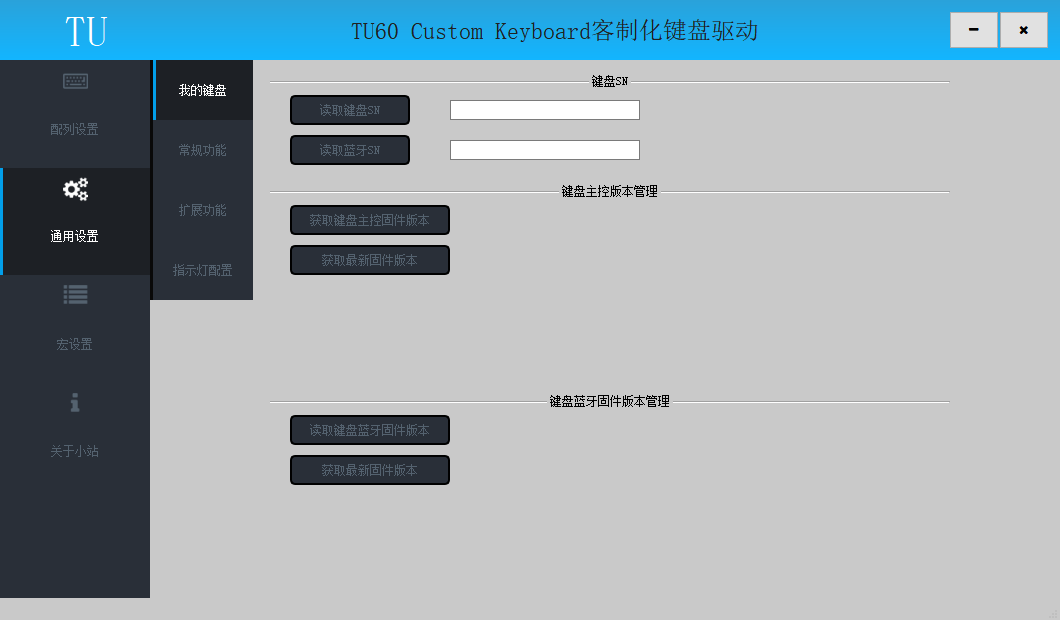 TU
TU60 Custom Keyboard客制化键盘驱动
配列设置
通用设置
宏设置
关于小站
我的键盘
常规功能
扩展功能
指示灯配置
键盘SN
读取键盘SN
读取蓝牙SN
键盘主控版本管理
获取键盘主控固件版本
获取最新固件版本
键盘蓝牙固件版本管理
读取键盘蓝牙固件版本
获取最新固件版本